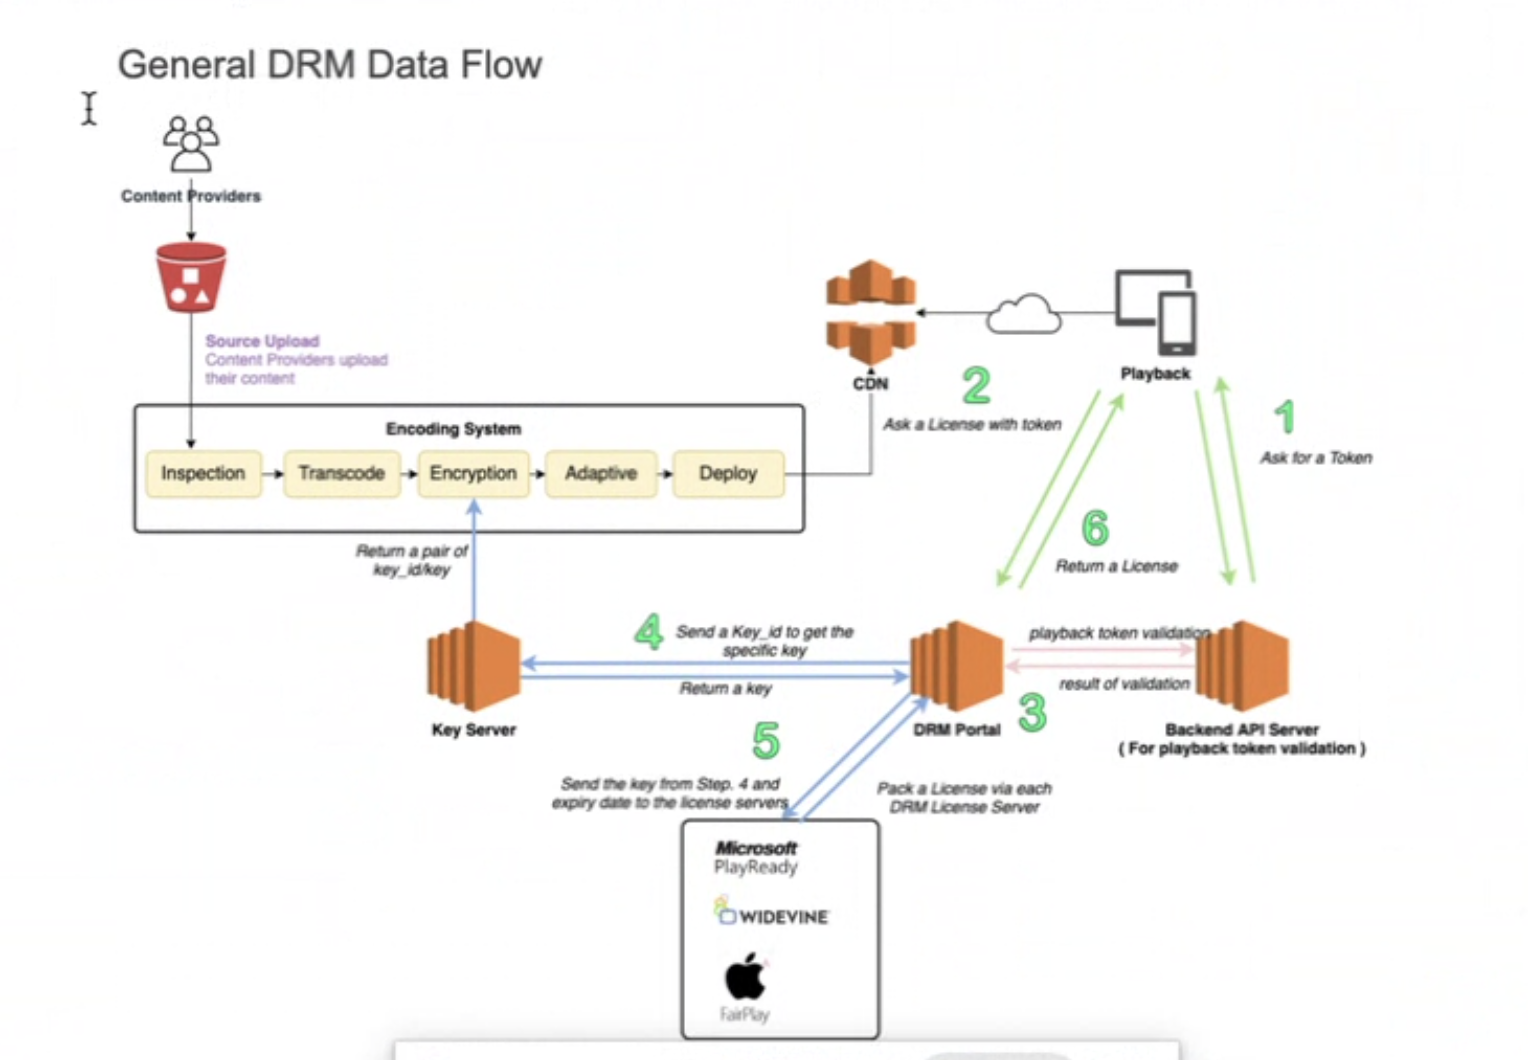 General DRM Data Flow
Content Providers
Source Upload
Content Providers upload
their content
Encoding System
Inspection
Transcode
Encryption
Adaptive
Deploy
CDN
Playback
2
Ask a License with token
1
Ask for a Token
Return a pair of
key_id/key
6
Return a License
4
Send a Key_id to get the
specific key
Return a key
playback token validation
result of validation
Key Server
DRM Portal
3
Backend API Server
( For playback token validation )
5
Send the key from Step. 4 and
expiry date to the license servers
Pack a License via each
DRM License Server
Microsoft
PlayReady
WIDEVINE
FairPlay